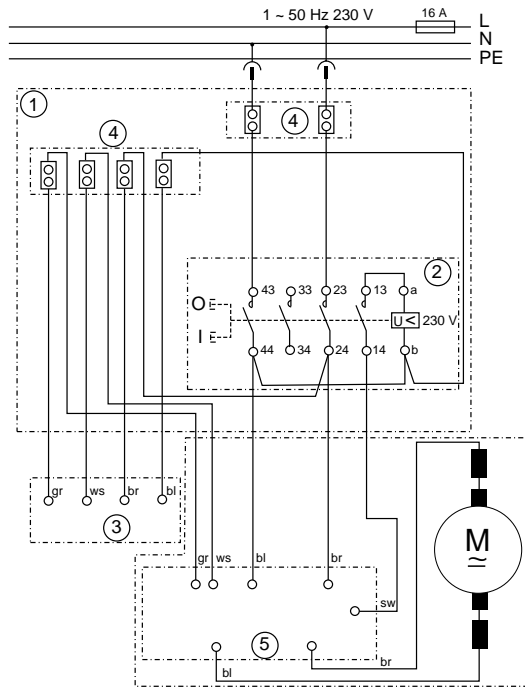 1 ~ 50 Hz 230 V 16 A L
N
PE
1
4
4
2
43 33 23 13 a
O
I
U< 230 V
44 34 24 14 b
gr ws br bl
3
gr ws bl br
sw
M
≃
5
bl br